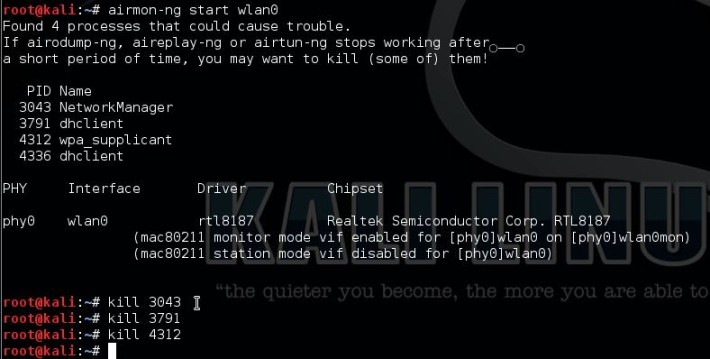 root@kali:~# airmon-ng start wlan0
Found 4 processes that could cause trouble.
If airodump-ng, aireplay-ng or airtun-ng stops working after
a short period of time, you may want to kill (some of) them!
PID Name
3043 NetworkManager
3791 dhclient
4312 wpa_supplicant
4336 dhclient
PHY Interface Driver Chipset
phy0 wlan0 rtl8187 Realtek Semiconductor Corp. RTL8187
(mac80211 monitor mode vif enabled for [phy0]wlan0 on [phy0]wlan0mon)
(mac80211 station mode vif disabled for [phy0]wlan0)
KALI LINU
"the quieter you become, the more you are able to
root@kali:~# kill 3043
root@kali:~# kill 3791
root@kali:~# kill 4312
root@kali:~#